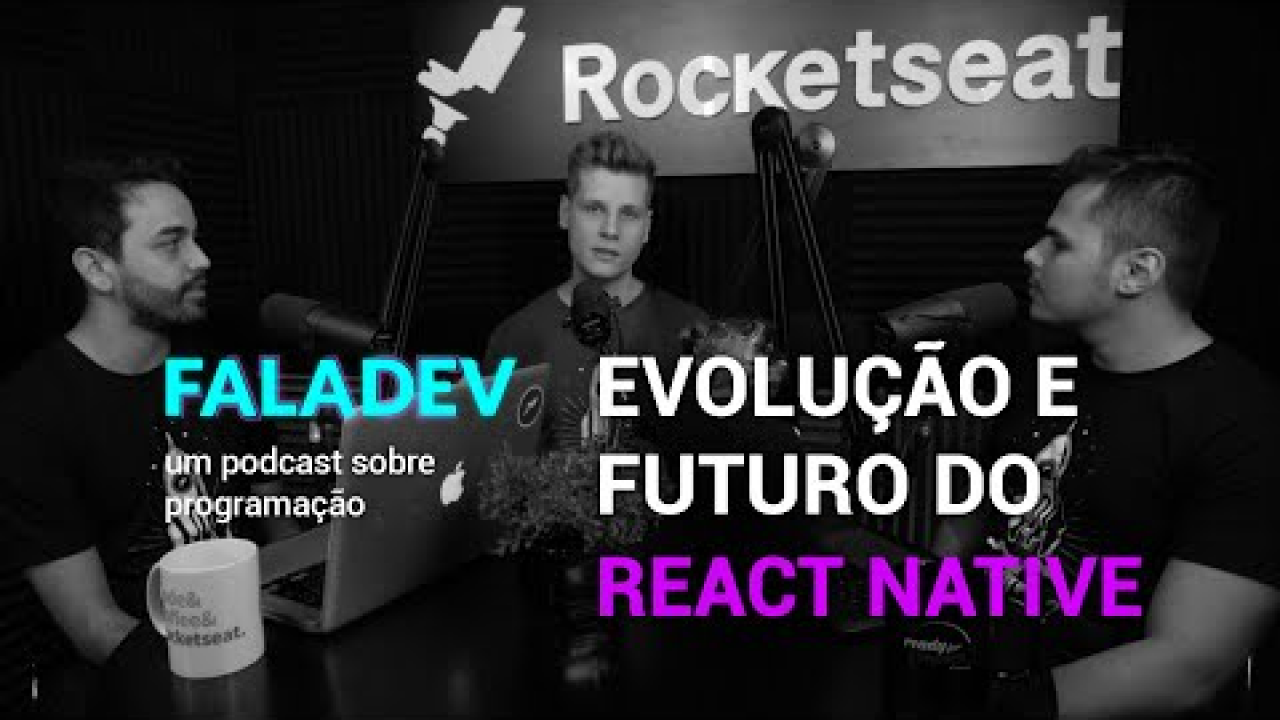 Rocketseat
FALADEV
um podcast sobre
programação
EVOLUÇÃO E
FUTURO DO
REACT NATIVE